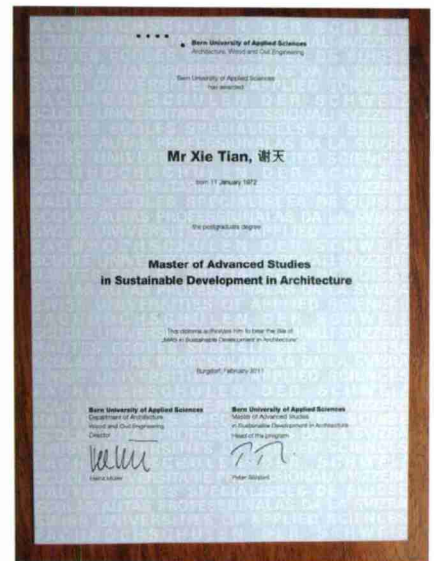 Bern University of Applied Sciences
Architecture, Wood and Civil Engineering
Bern University of Applied Sciences
has awarded
Mr Xie Tian, 谢天
born 11 January 1972
the postgraduate degree
Master of Advanced Studies
in Sustainable Development in Architecture
This diploma authorizes him to bear the title of
„MAS in Sustainable Development in Architecture“
Burgdorf, February 2011
Bern University of Applied Sciences
Department of Architecture
Wood and Civil Engineering
Director
Bern University of Applied Sciences
Master of Advanced Studies
in Sustainable Development in Architecture
Head of the program
Müller
Peter